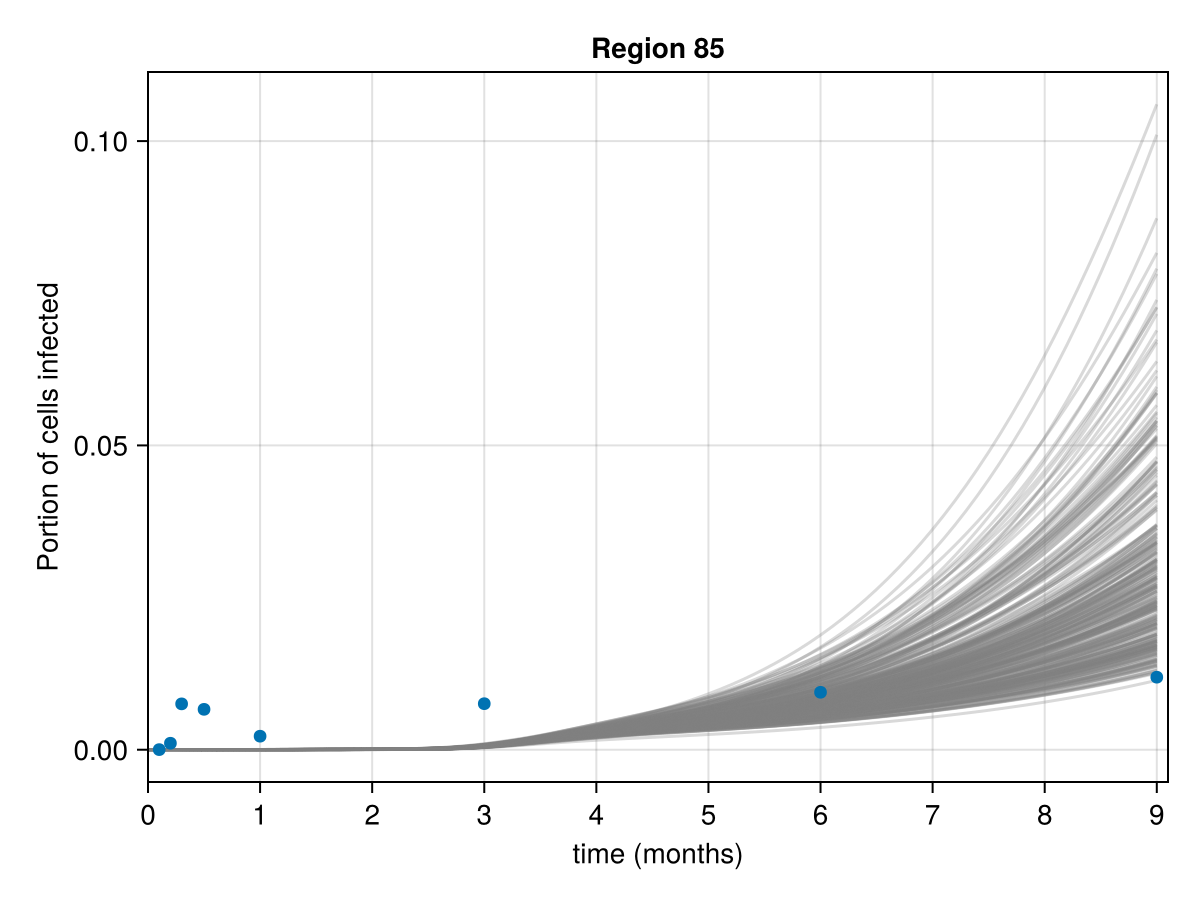 Region 85
Portion of cells infected
0.10
0.05
0.00
0 1 2 3 4 5 6 7 8 9
time (months)